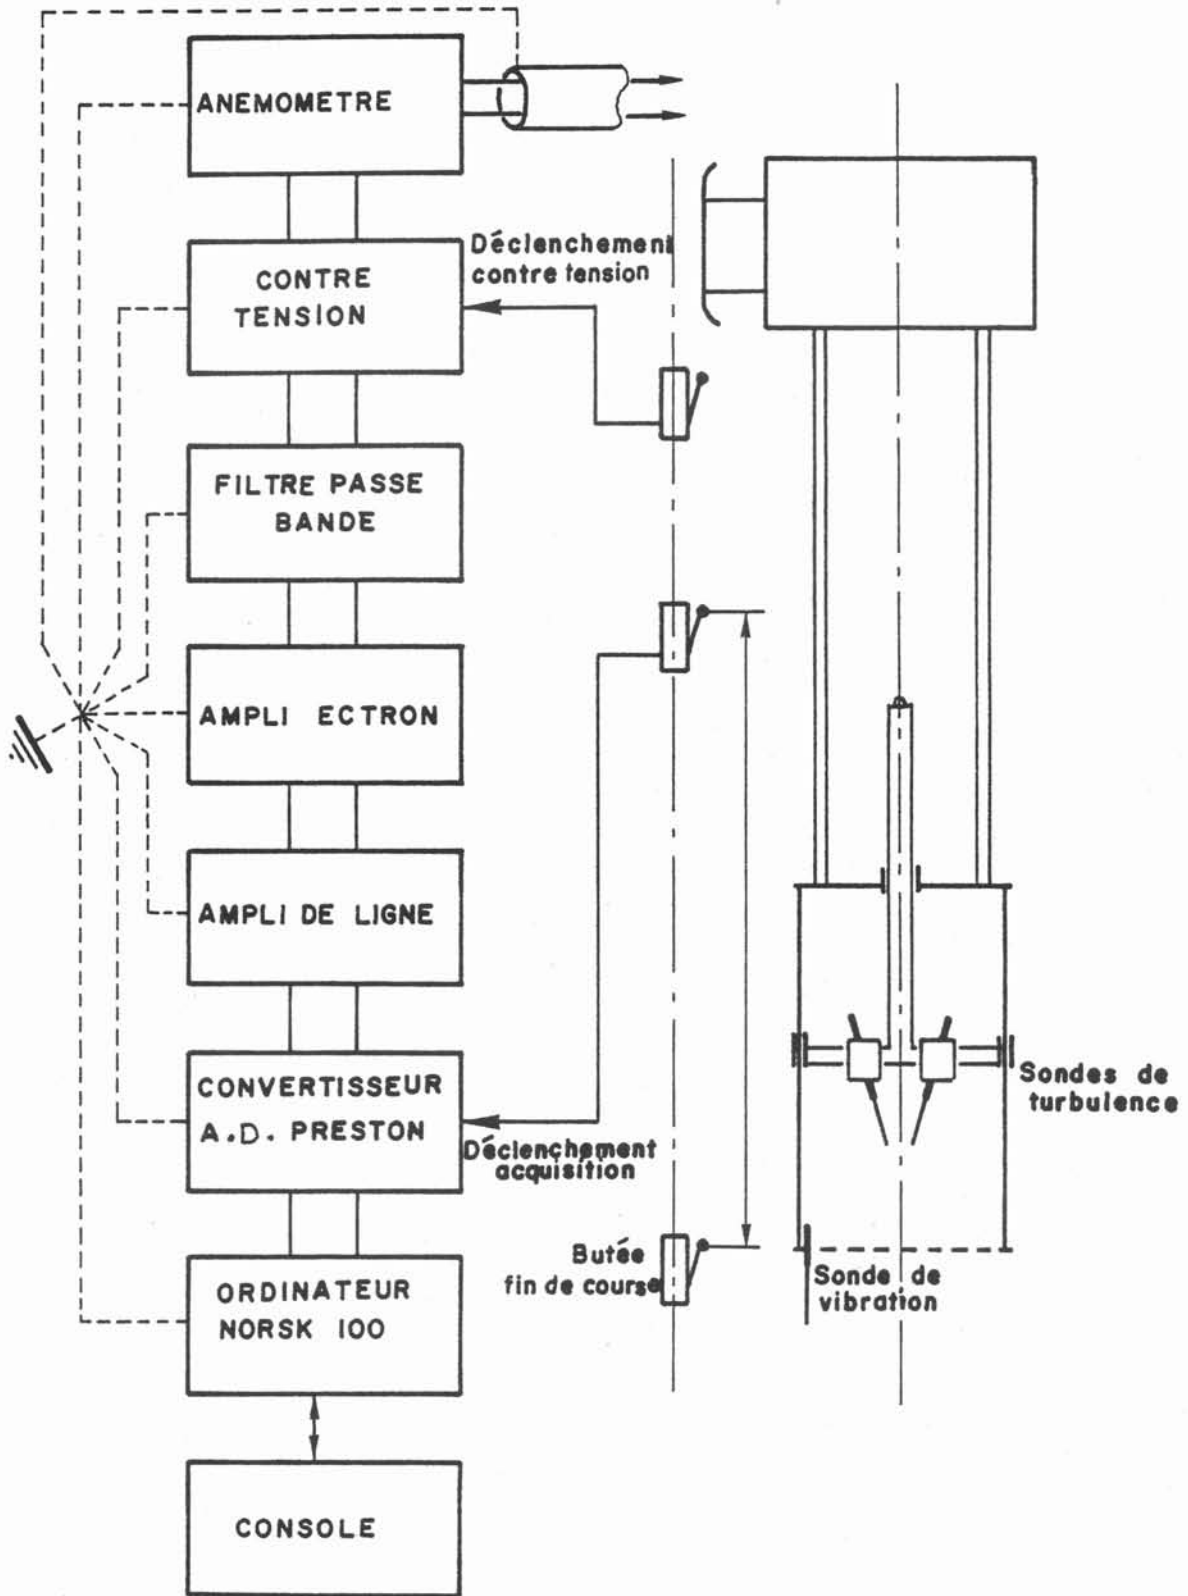 ANEMOMETRE
Déclenchement
contre tension
CONTRE
TENSION
FILTRE PASSE
BANDE
AMPLI ECTRON
AMPLI DE LIGNE
Sondes de
turbulence
CONVERTISSEUR
A.D. PRESTON
Déclenchement
acquisition
Butée
fin de course
Sonde de
vibration
ORDINATEUR
NORSK 100
CONSOLE